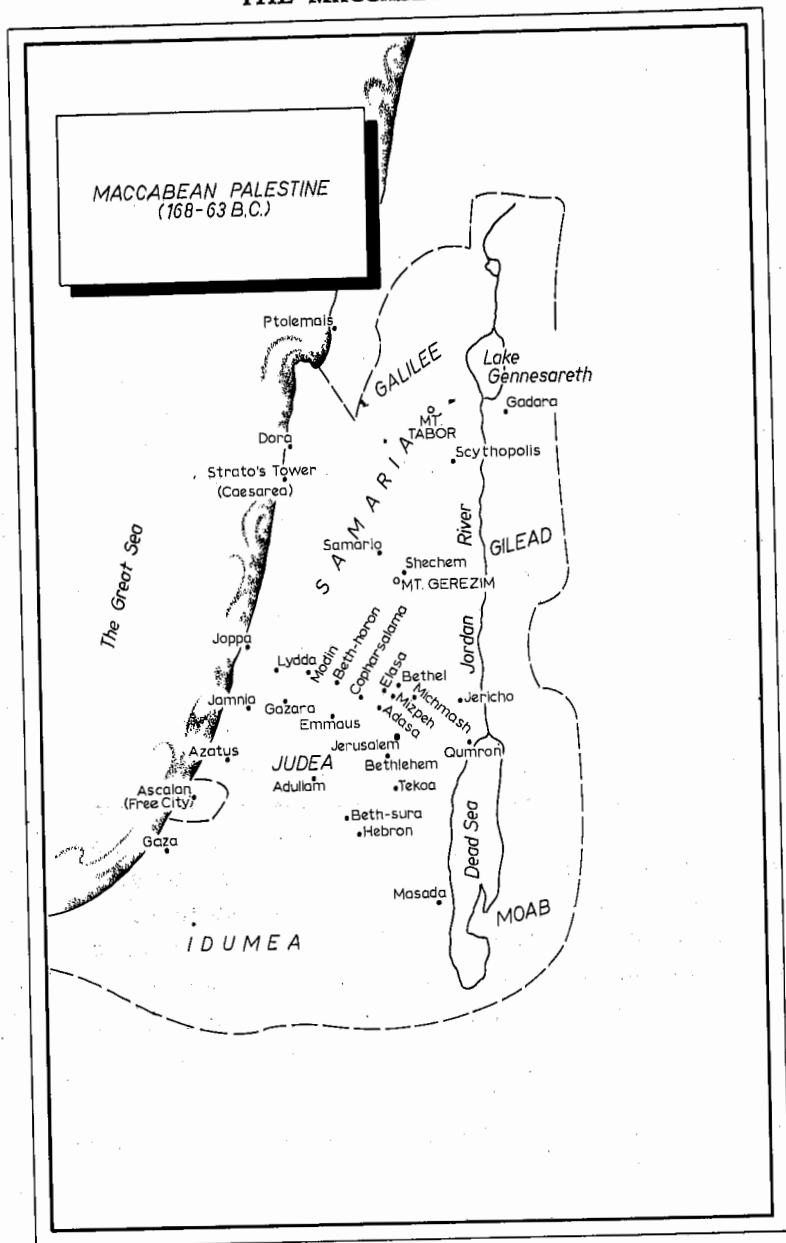 MACCABEAN PALESTINE
(168-63 B.C.)
Ptolemais
GALILEE
Lake
Gennesareth
Gadara
MT.
TABOR
Dora
Scythopolis
Strato's Tower
(Caesarea)
SAMARIA
The Great Sea
Samario
Shechem
MT. GEREZIM
Jordan River
GILEAD
Joppa
Lydda
Modin
Beth-horon
Copharsalama
Elasa
Bethel
Mizpeh
Michmash
Jericho
Jamnia
Gazara
Adasa
Emmaus
Jerusalem
Qumron
Azatus
JUDEA
Bethlehem
Adullam
Tekoa
Ascalan
(Free City)
Beth-sura
Hebron
Gaza
Dead Sea
Masada
MOAB
IDUMEA